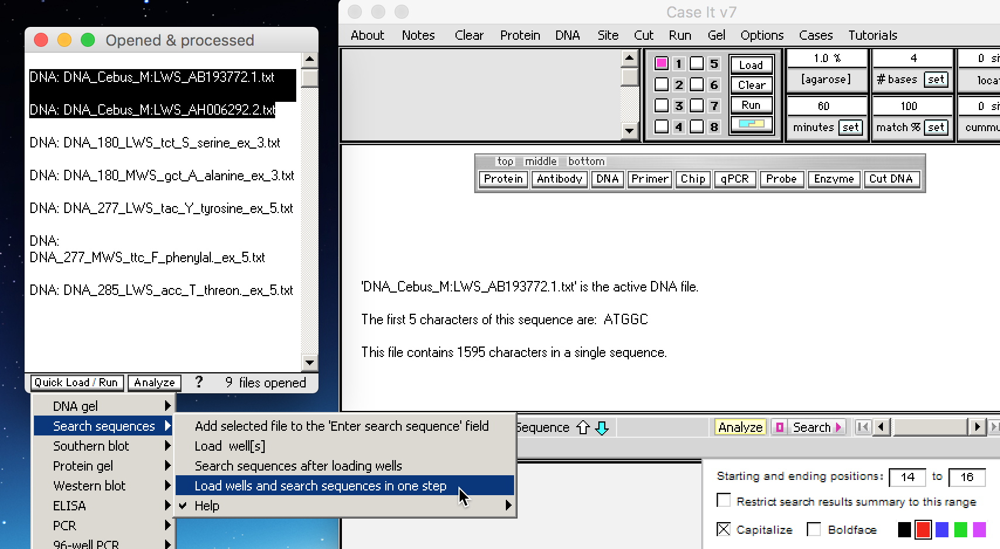 Opened & processed
DNA: DNA_Cebus_M:LWS_AB193772.1.txt
DNA: DNA_Cebus_M:LWS_AH006292.2.txt
DNA: DNA_180_LWS_tct_S_serine_ex_3.txt
DNA: DNA_180_MWS_gct_A_alanine_ex_3.txt
DNA: DNA_277_LWS_tac_Y_tyrosine_ex_5.txt
DNA:
DNA_277_MWS_ttc_F_phenylal._ex_5.txt
DNA: DNA_285_LWS_acc_T_threon._ex_5.txt
Quick Load / Run Analyze ? 9 files opened
DNA gel
Search sequences
Southern blot
Protein gel
Western blot
ELISA
PCR
96-well PCR
Add selected file to the 'Enter search sequence' field
Load well[s]
Search sequences after loading wells
Load wells and search sequences in one step
Help
Case It v7
About Notes Clear Protein DNA Site Cut Run Gel Options Cases Tutorials
1 5
2 6
3 7
4 8
Load
Clear
Run
1.0 %
[agarose]
60
minutes set
4
# bases set
100
match % set
0
0
top middle bottom
Protein Antibody DNA Primer Chip qPCR Probe Enzyme Cut DNA
'DNA_Cebus_M:LWS_AB193772.1.txt' is the active DNA file.
The first 5 characters of this sequence are: ATGGC
This file contains 1595 characters in a single sequence.
Sequence Analyze Search
Starting and ending positions: 14 to 16
Restrict search results summary to this range
Capitalize Boldface